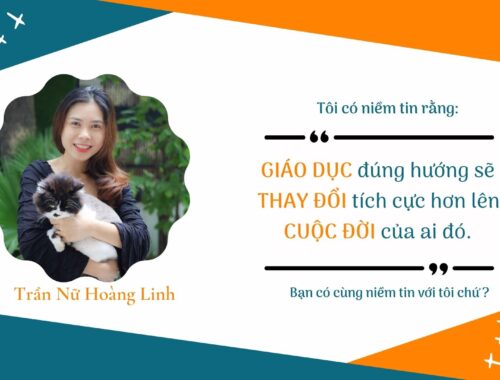 Tôi có niềm tin rằng:
GIÁO DỤC đúng hướng sẽ
THAY ĐỔI tích cực hơn lên
CUỘC ĐỜI của ai đó.
Trần Nữ Hoàng Linh
Bạn có cùng niềm tin với tôi chứ?